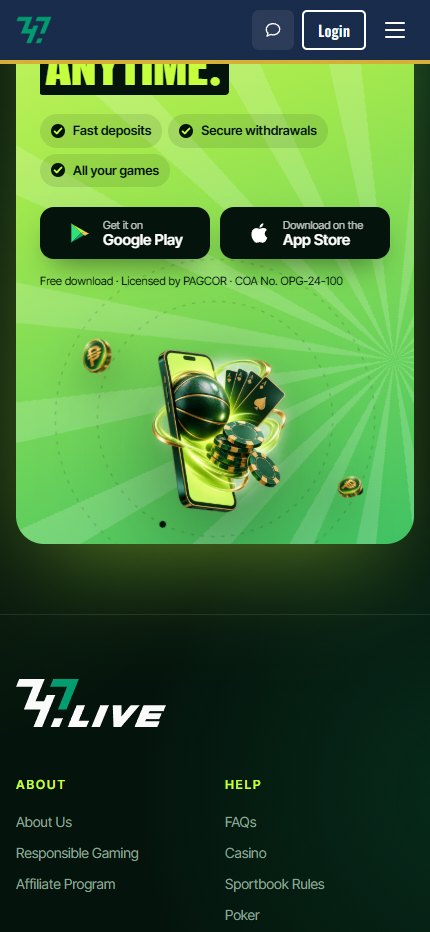 747
Login
ANYTIME.
Fast deposits
Secure withdrawals
All your games
Get it on
Google Play
Download on the
App Store
Free download · Licensed by PAGCOR · COA No. OPG-24-100
747.LIVE
ABOUT
HELP
About Us
FAQs
Responsible Gaming
Casino
Affiliate Program
Sportbook Rules
Poker